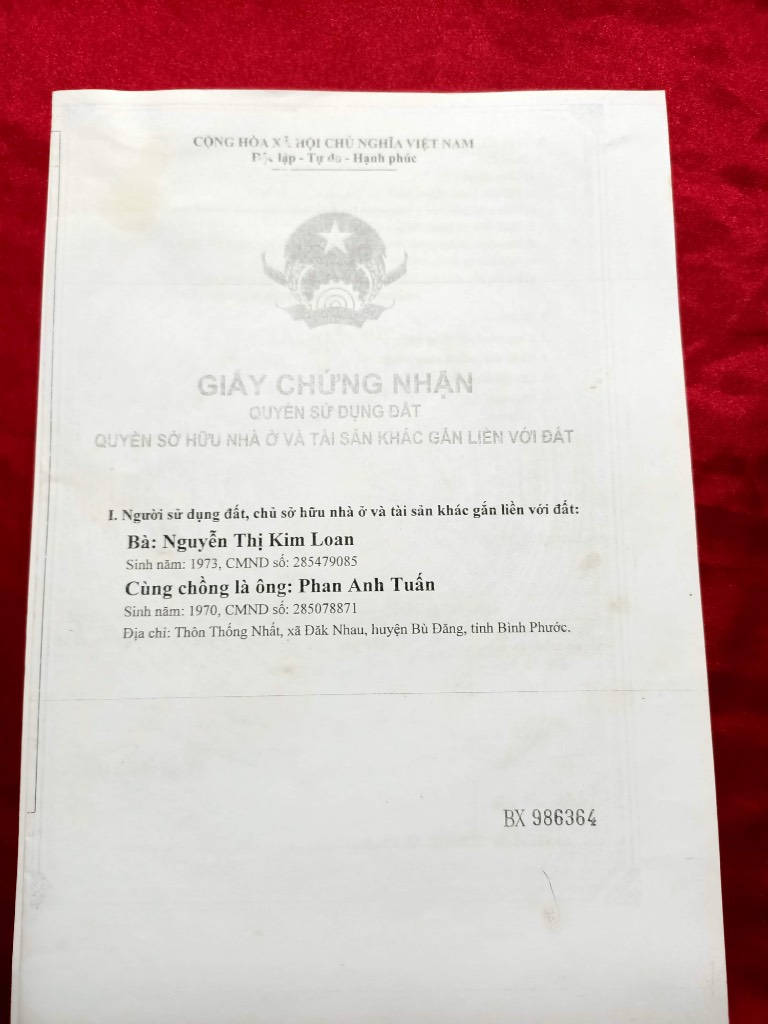 CỘNG HÒA XÃ HỘI CHỦ NGHĨA VIỆT NAM
Độc lập - Tự do - Hạnh phúc
GIẤY CHỨNG NHẬN
QUYỀN SỬ DỤNG ĐẤT
QUYỀN SỞ HỮU NHÀ Ở VÀ TÀI SẢN KHÁC GẮN LIỀN VỚI ĐẤT
I. Người sử dụng đất, chủ sở hữu nhà ở và tài sản khác gắn liền với đất:
Bà: Nguyễn Thị Kim Loan
Sinh năm: 1973, CMND số: 285479085
Cùng chồng là ông: Phan Anh Tuấn
Sinh năm: 1970, CMND số: 285078871
Địa chỉ: Thôn Thống Nhất, xã Đăk Nhau, huyện Bù Đăng, tỉnh Bình Phước.
BX 986364